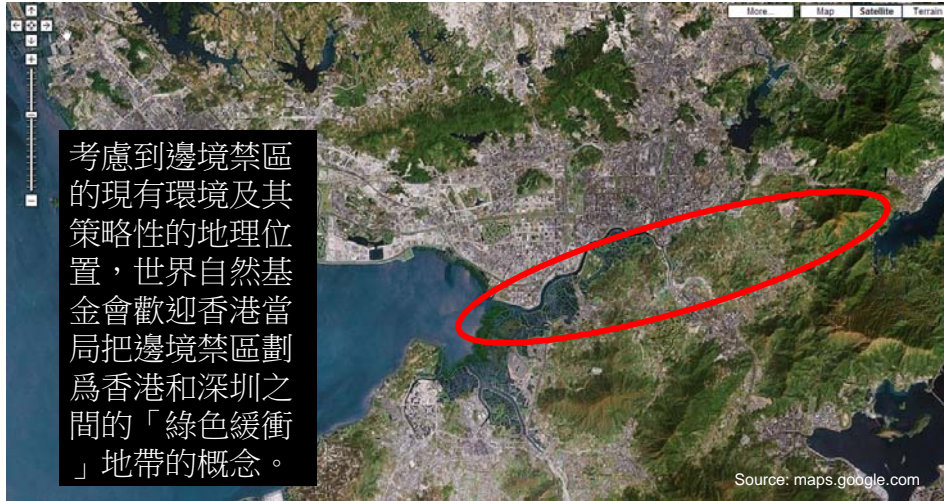 More...
Map
Satellite
Terrain
考慮到邊境禁區
的現有環境及其
策略性的地理位
置，世界自然基
金會歡迎香港當
局把邊境禁區劃
爲香港和深圳之
間的「綠色緩衝
」地帶的概念。
Source: maps.google.com